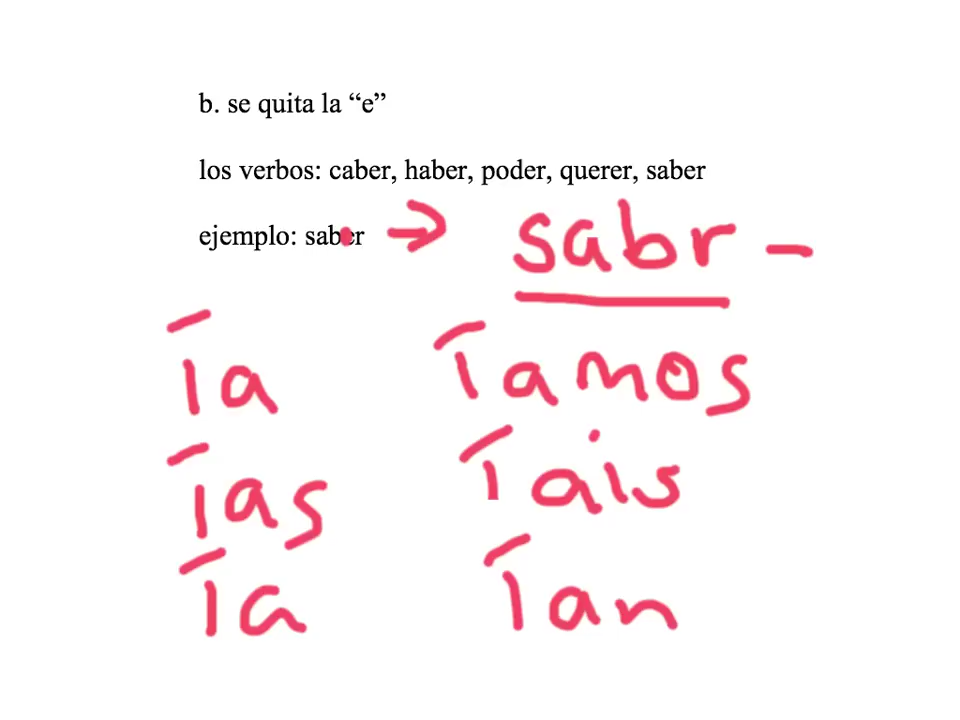 b. se quita la “e”
los verbos: caber, haber, poder, querer, saber
ejemplo: saber → sabr –
ía íamos
ías íais
ía ían